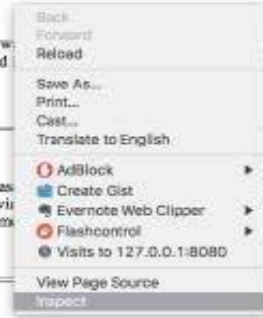 Back
Forward
Reload
Save As...
Print...
Cast...
Translate to English
AdBlock
Create Gist
Evernote Web Clipper
Flashcontrol
Visits to 127.0.0.1:8080
View Page Source
Inspect